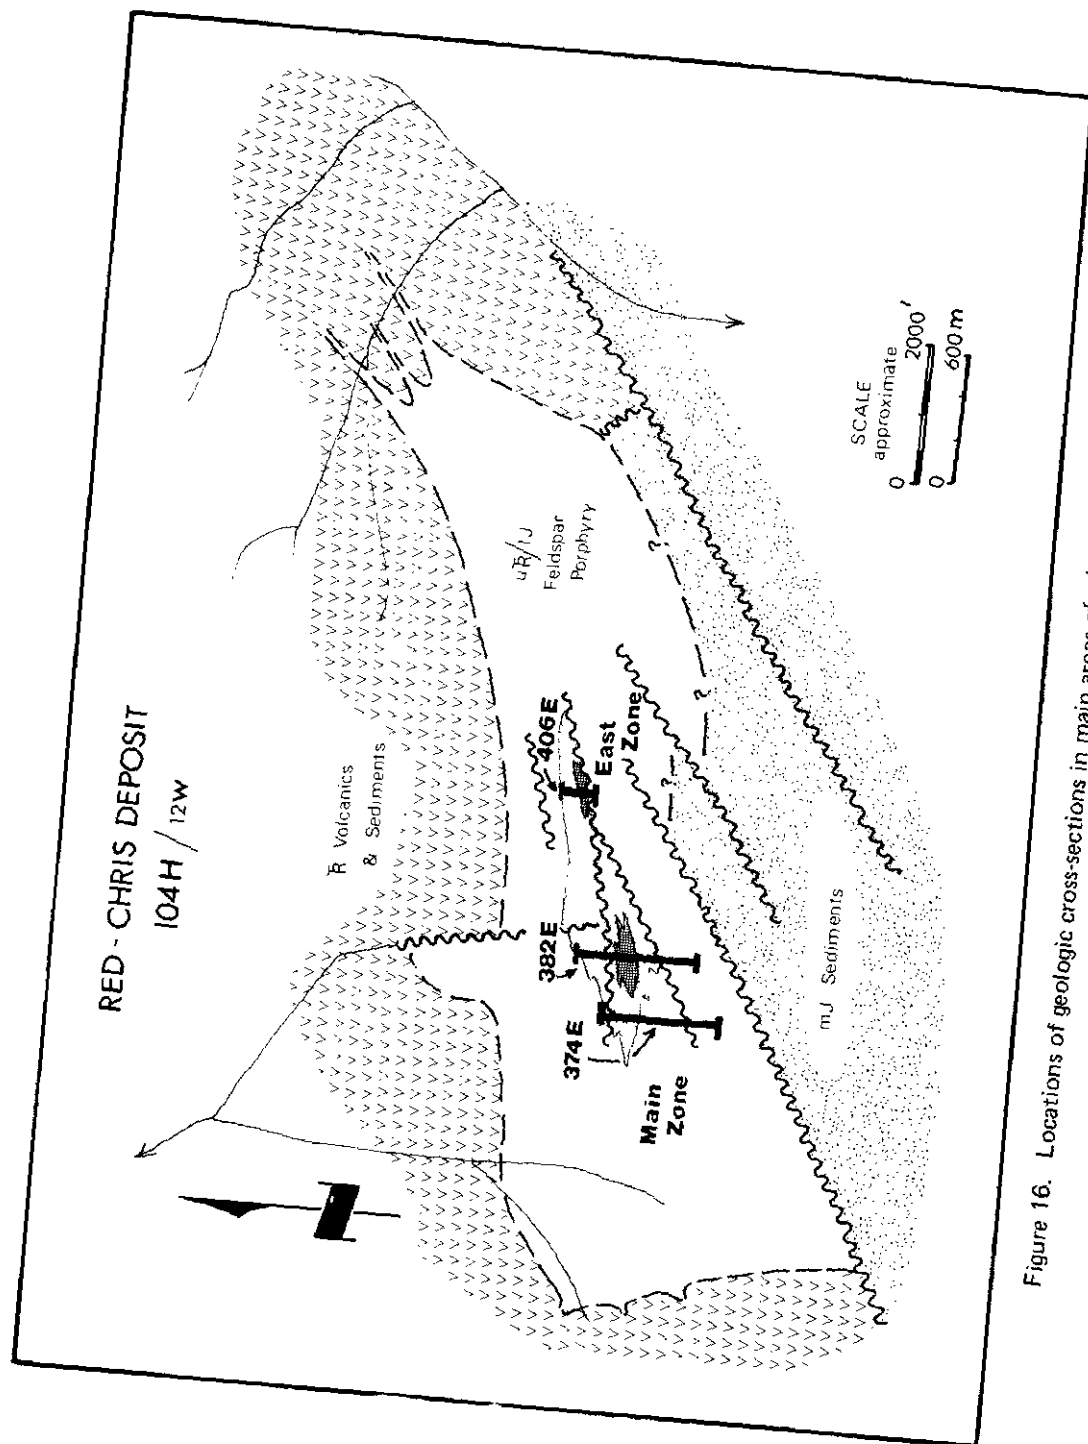 RED - CHRIS DEPOSIT
104H / 12W
T̅R Volcanics
& Sediments
uT̅R/lJ
Feldspar
Porphyry
374E
382E
406E
East
Zone
Main
Zone
?
?
?
?
mJ Sediments
SCALE
approximate
0 2000'
0 600m
Figure 16. Locations of geologic cross-sections in main areas of